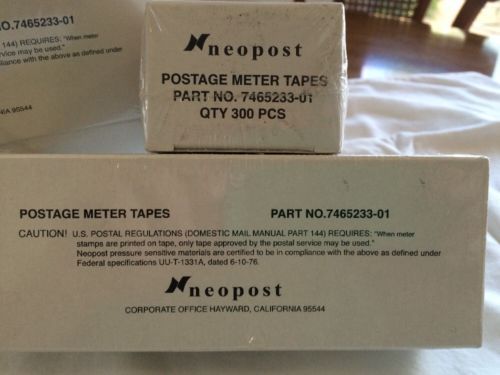 O.7465233-01
144) REQUIRES: "When meter
service may be used."
pliance with the above as defined under
NIA 95544
neopost
POSTAGE METER TAPES
PART NO. 7465233-01
QTY 300 PCS
POSTAGE METER TAPES PART NO.7465233-01
CAUTION! U.S. POSTAL REGULATIONS (DOMESTIC MAIL MANUAL PART 144) REQUIRES: "When meter
stamps are printed on tape, only tape approved by the postal service may be used."
Neopost pressure sensitive materials are certified to be in compliance with the above as defined under
Federal specifications UU-T-1331A, dated 6-10-76.
neopost
CORPORATE OFFICE HAYWARD, CALIFORNIA 95544